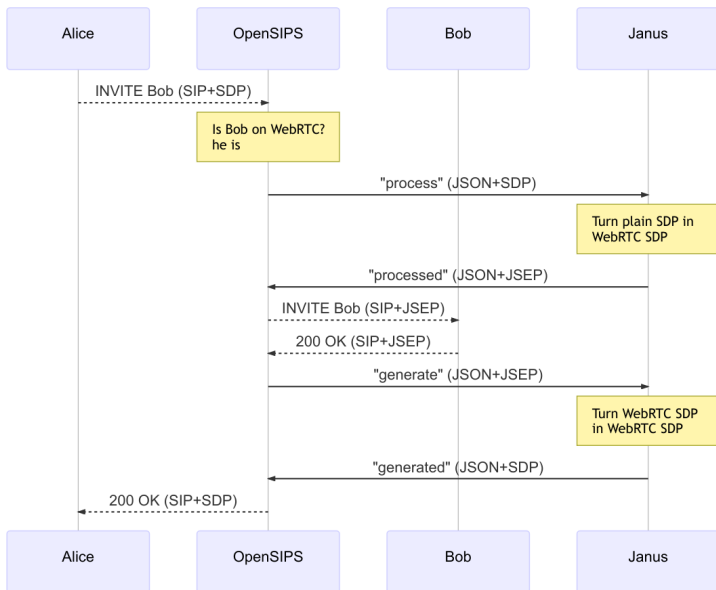 Alice
OpenSIPS
Bob
Janus
INVITE Bob (SIP+SDP)
Is Bob on WebRTC?
he is
"process" (JSON+SDP)
Turn plain SDP in
WebRTC SDP
"processed" (JSON+JSEP)
INVITE Bob (SIP+JSEP)
200 OK (SIP+JSEP)
"generate" (JSON+JSEP)
Turn WebRTC SDP
in WebRTC SDP
"generated" (JSON+SDP)
200 OK (SIP+SDP)
Alice
OpenSIPS
Bob
Janus